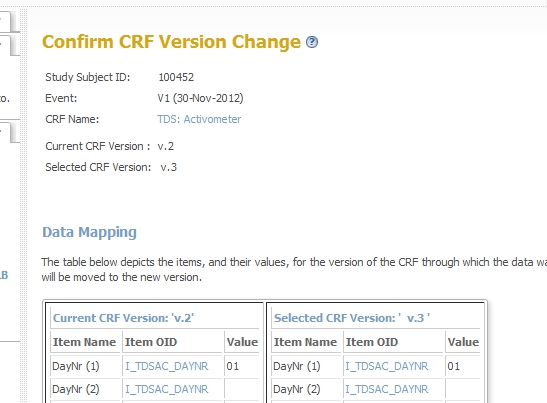 Confirm CRF Version Change ?
Study Subject ID: 100452
Event: V1 (30-Nov-2012)
to. CRF Name: TDS: Activometer
Current CRF Version : v.2
Selected CRF Version: v.3
Data Mapping
The table below depicts the items, and their values, for the version of the CRF through which the data wa
.B will be moved to the new version.
Current CRF Version: 'v.2' Selected CRF Version: ' v.3 '
Item Name Item OID Value Item Name Item OID Value
DayNr (1) I_TDSAC_DAYNR 01 DayNr (1) I_TDSAC_DAYNR 01
DayNr (2) I_TDSAC_DAYNR DayNr (2) I_TDSAC_DAYNR